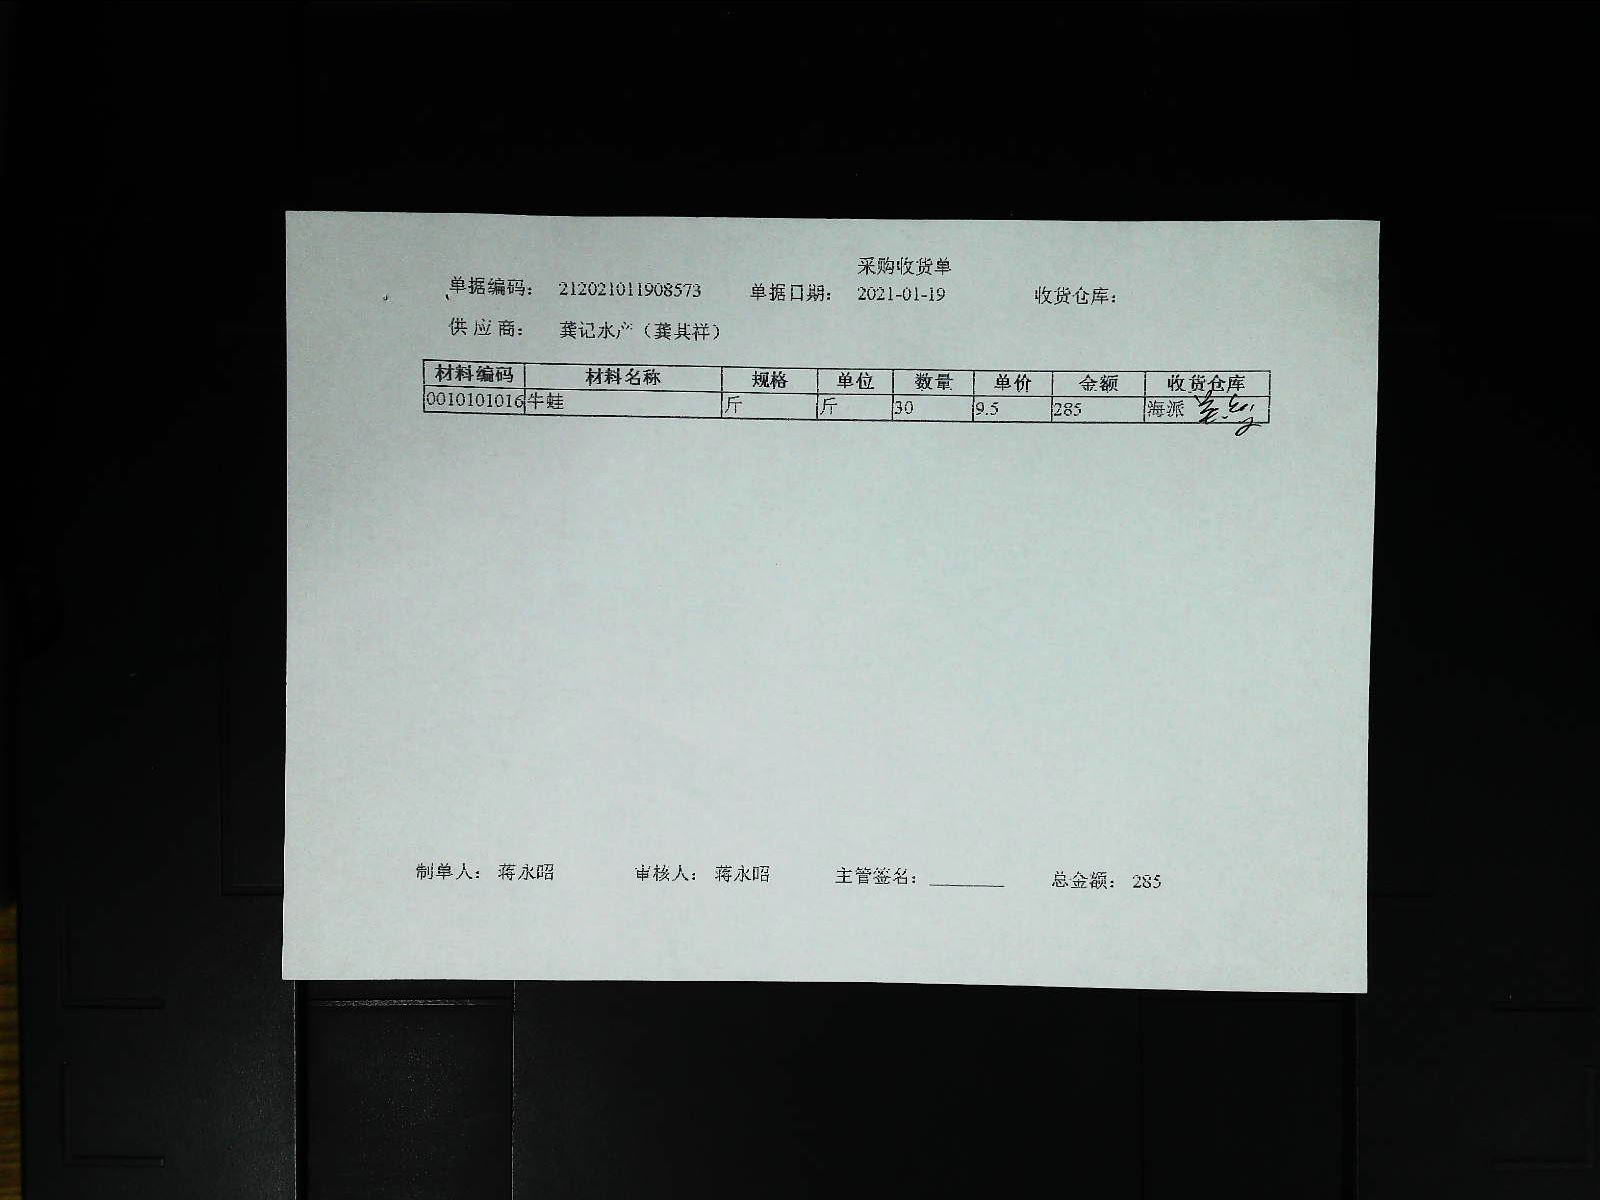 采购收货单
单据编码： 212021011908573 单据日期： 2021-01-19 收货仓库：
供应商： 龚记水产（龚其祥）
材料编码 材料名称 规格 单位 数量 单价 金额 收货仓库
0010101016 牛蛙 斤 斤 30 9.5 285 海派
制单人： 蒋永昭 审核人： 蒋永昭 主管签名：________ 总金额： 285